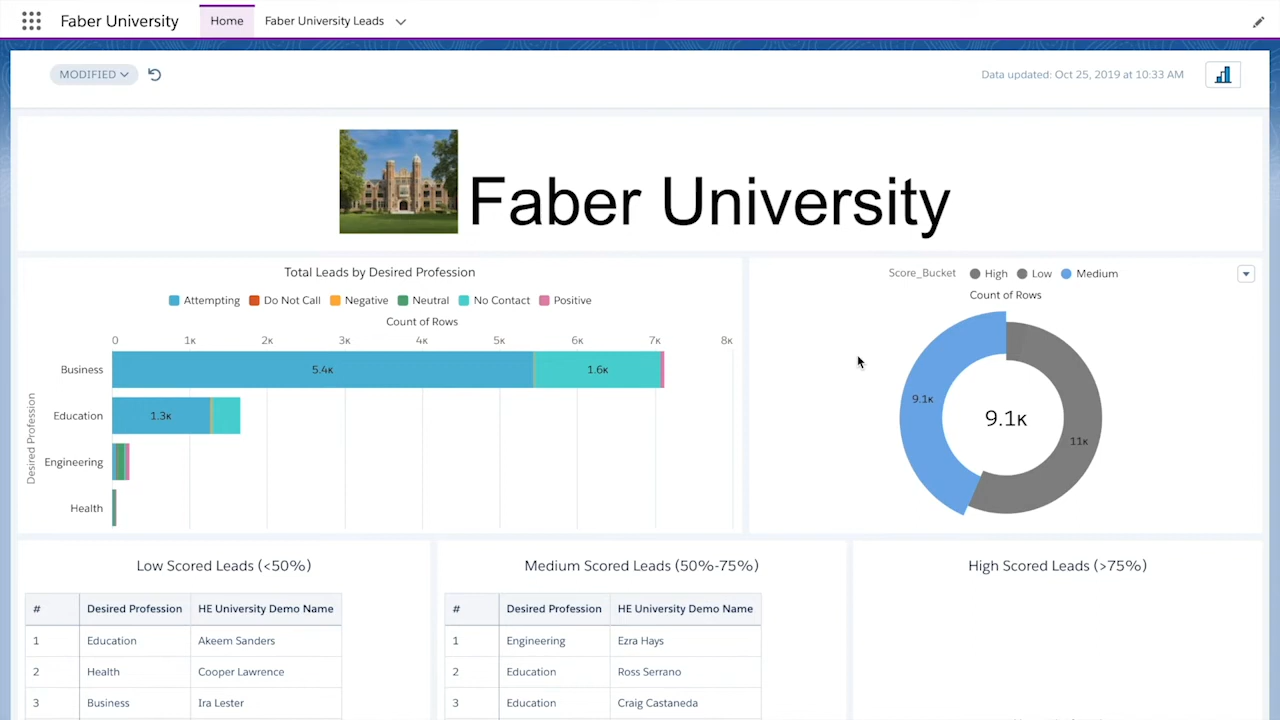 Faber University Home Faber University Leads
MODIFIED
Data updated: Oct 25, 2019 at 10:33 AM
Faber University
Total Leads by Desired Profession
Attempting Do Not Call Negative Neutral No Contact Positive
Count of Rows
0 1K 2K 3K 4K 5K 6K 7K 8K
Desired Profession
Business 5.4K 1.6K
Education 1.3K
Engineering
Health
Score_Bucket High Low Medium
Count of Rows
9.1K
9.1K
11K
Low Scored Leads (<50%)
# Desired Profession HE University Demo Name
1 Education Akeem Sanders
2 Health Cooper Lawrence
3 Business Ira Lester
Medium Scored Leads (50%-75%)
# Desired Profession HE University Demo Name
1 Engineering Ezra Hays
2 Education Ross Serrano
3 Education Craig Castaneda
High Scored Leads (>75%)